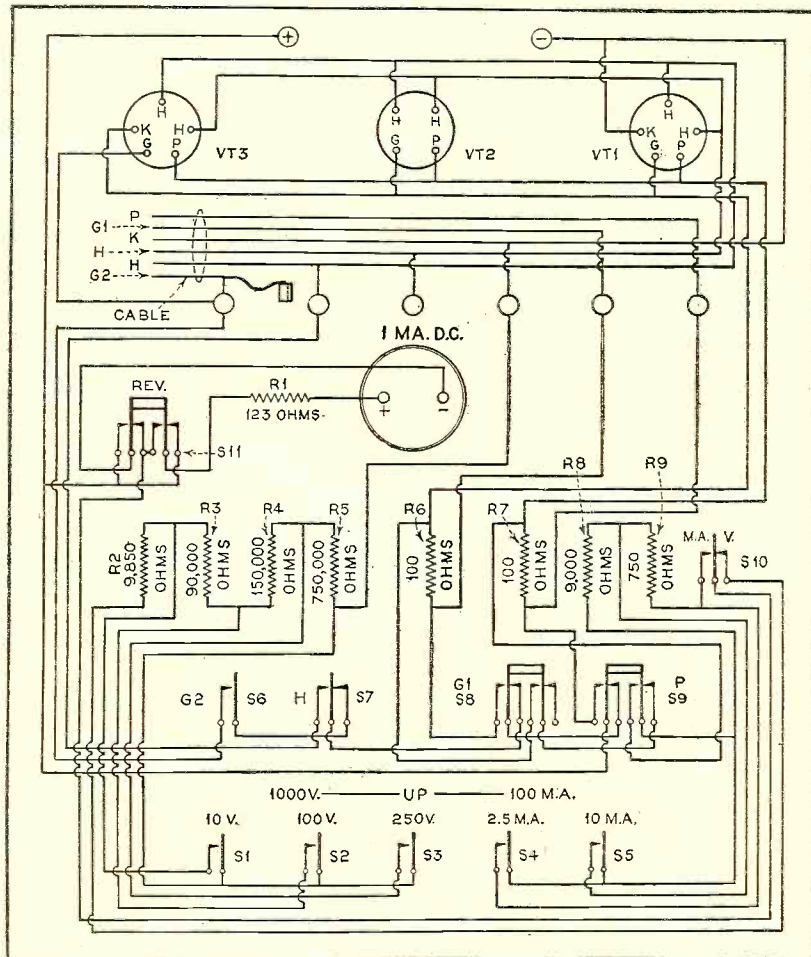 + −
H H H H
K H H H K H
G P G P G P
VT3 VT2 VT1
P
G1
K
H
H
G2
CABLE
1 MA. D.C.
REV.
R1
+ −
123 OHMS
S11
R2
9,850
OHMS
R3
90,000
OHMS
R4
150,000
OHMS
R5
750,000
OHMS
R6
100
OHMS
R7
100
OHMS
R8
9,000
OHMS
R9
750
OHMS
M.A. V.
S10
G2 S6
H S7
G1
S8
P
S9
1000V. UP 100 M.A.
10 V. 100V. 250V. 2.5 M.A. 10 M.A.
S1 S2 S3 S4 S5